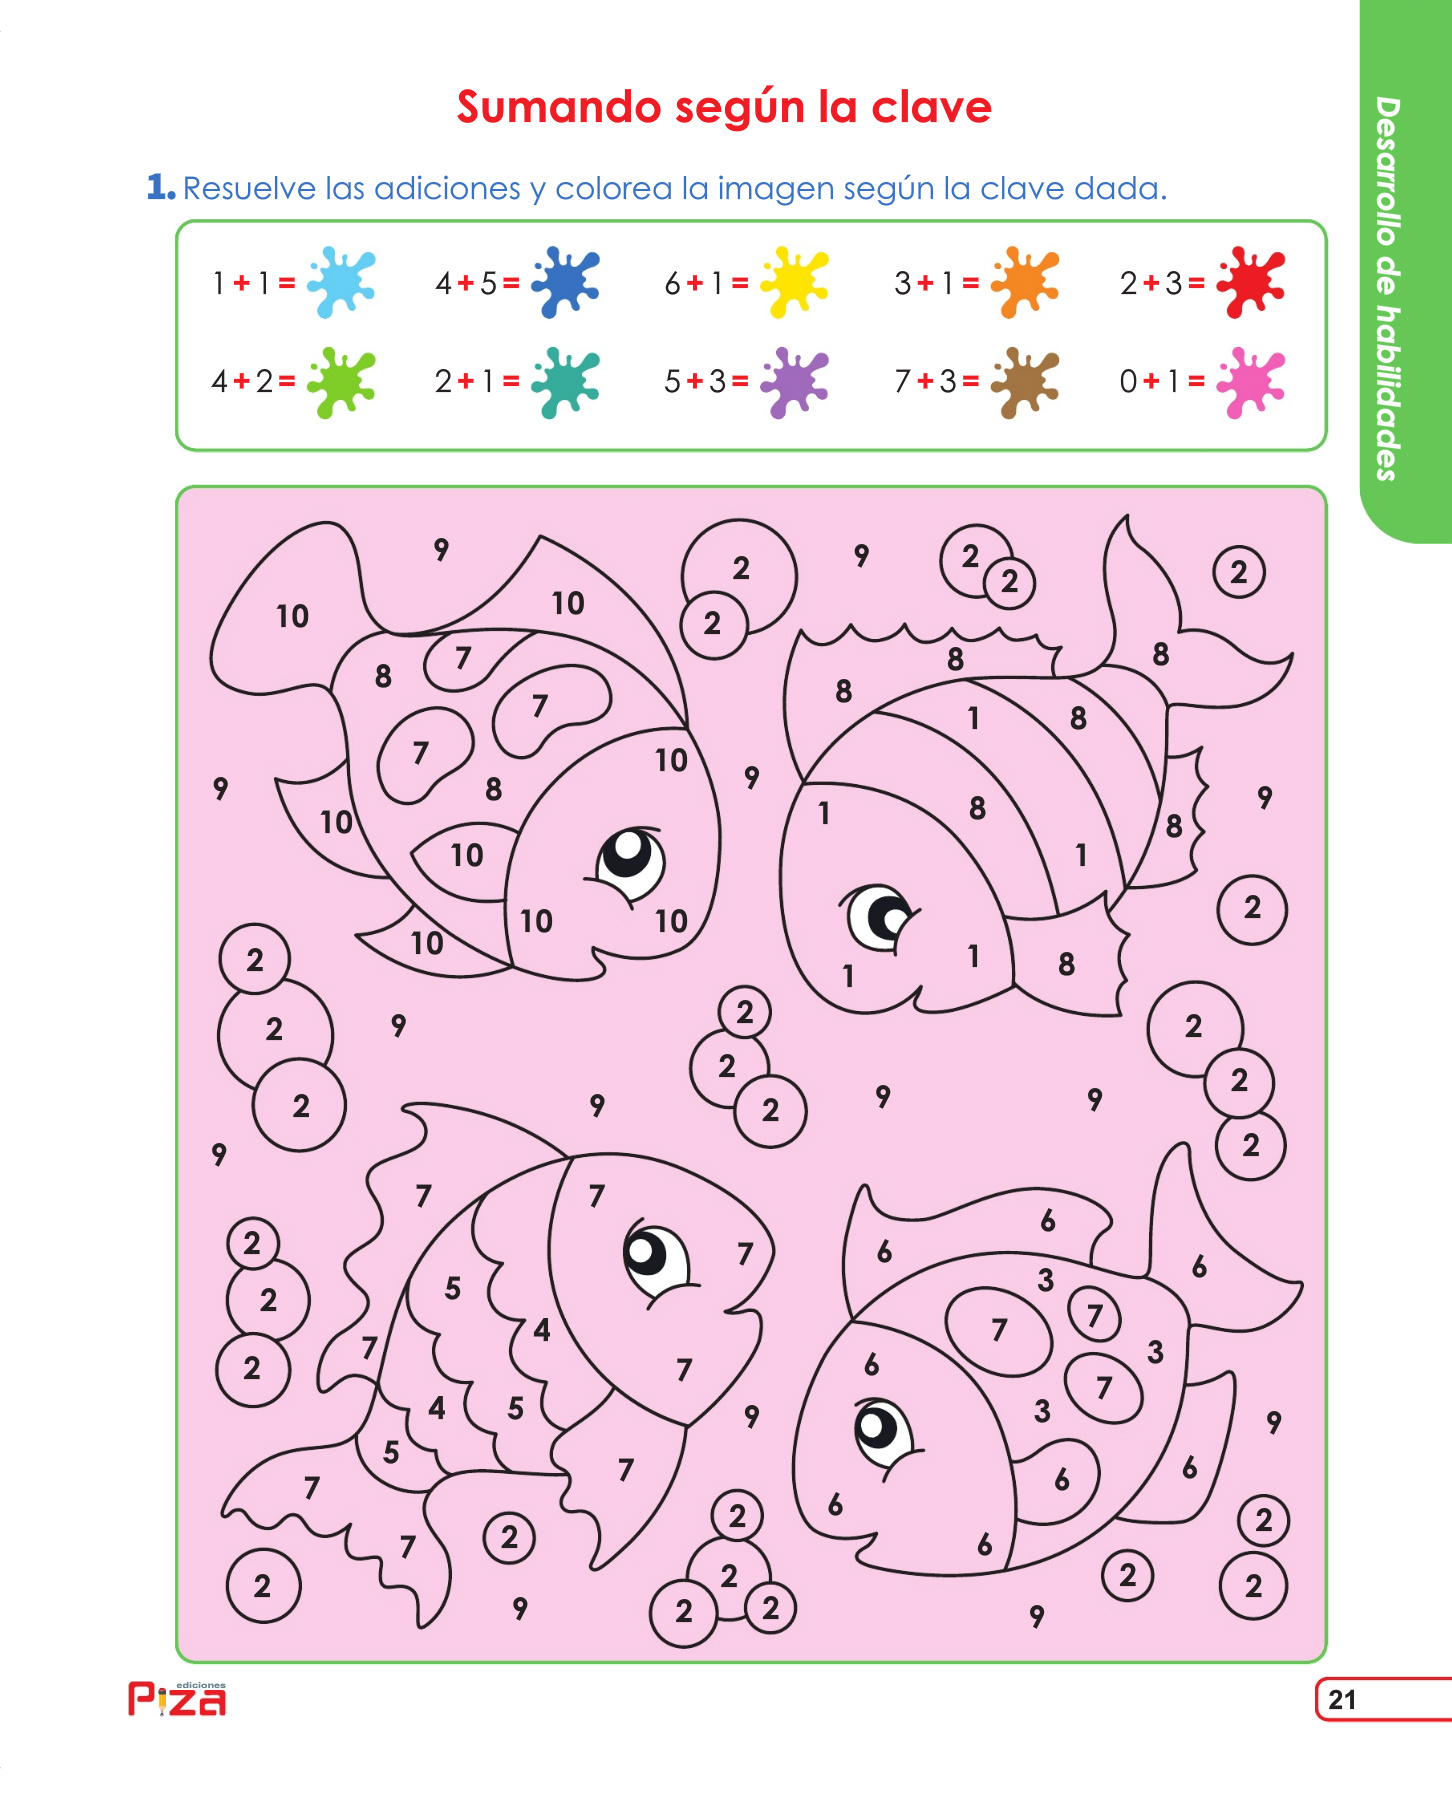 Sumando según la clave
Desarrollo de habilidades
1. Resuelve las adiciones y colorea la imagen según la clave dada.
1 + 1 = 4 + 5 = 6 + 1 = 3 + 1 = 2 + 3 =
4 + 2 = 2 + 1 = 5 + 3 = 7 + 3 = 0 + 1 =
9 2 9 2 2
10 10 2 2
8 7 8 8
7 7 8 1 8
7 10 9
9 8 10 1 8 8 9
10 10 1
10 10 10 2
2 10 1 1 8
2 9 2 2
2 9 2 9 9 2
9 2 2
7 7 6
2 7 6 6
2 5 3 7
7 4 7 3
2 7 6 7
4 5 9 3 9
5 7 6 6
7 2 2 6 2
7 6
2 2 2 2
9 2 2 9
ediciones
Piza
21